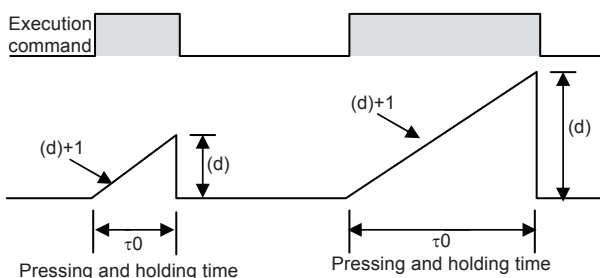 Execution
command
(d)+1
(d)
τ0
Pressing and holding time
(d)+1
(d)
τ0
Pressing and holding time